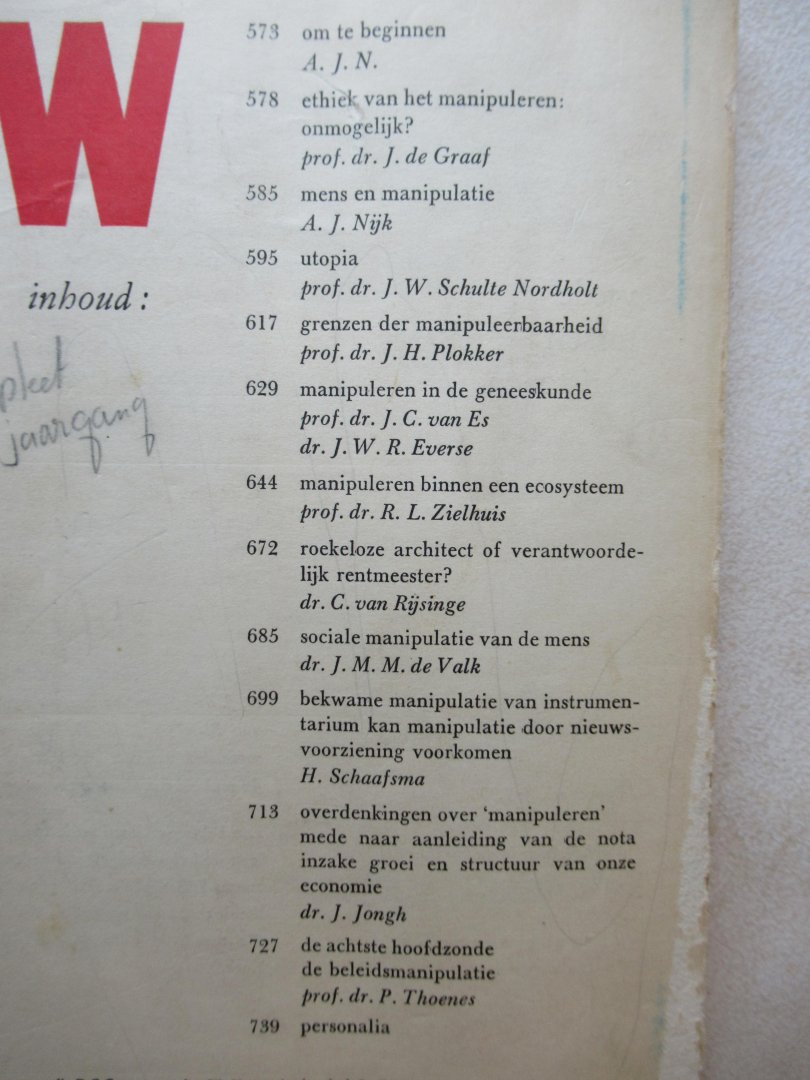 W
inhoud:
jaargang
573 om te beginnen
A. J. N.
578 ethiek van het manipuleren:
onmogelijk?
prof. dr. J. de Graaf
585 mens en manipulatie
A. J. Nijk
595 utopia
prof. dr. J. W. Schulte Nordholt
617 grenzen der manipuleerbaarheid
prof. dr. J. H. Plokker
629 manipuleren in de geneeskunde
prof. dr. J. C. van Es
dr. J. W. R. Everse
644 manipuleren binnen een ecosysteem
prof. dr. R. L. Zielhuis
672 roekeloze architect of verantwoorde-
lijk rentmeester?
dr. C. van Rijsinge
685 sociale manipulatie van de mens
dr. J. M. M. de Valk
699 bekwame manipulatie van instrumen-
tarium kan manipulatie door nieuws-
voorziening voorkomen
H. Schaafsma
713 overdenkingen over ‘manipuleren’
mede naar aanleiding van de nota
inzake groei en structuur van onze
economie
dr. J. Jongh
727 de achtste hoofdzonde
de beleidsmanipulatie
prof. dr. P. Thoenes
739 personalia